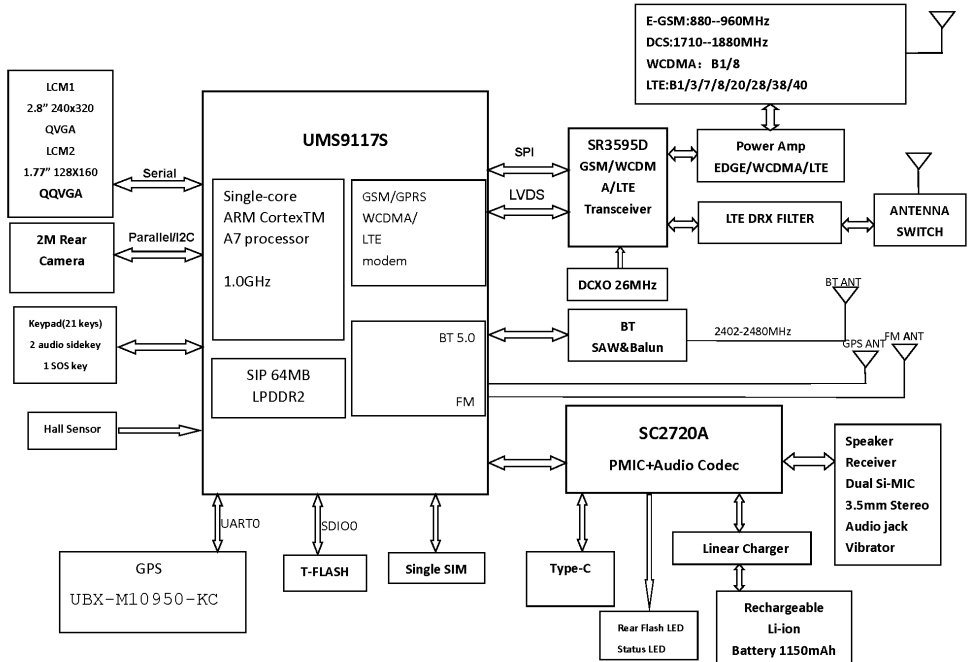 E-GSM:880--960MHz
DCS:1710--1880MHz
WCDMA： B1/8
LTE:B1/3/7/8/20/28/38/40
LCM1
2.8” 240x320
QVGA
LCM2
1.77” 128X160
QQVGA
Serial
2M Rear
Camera
Parallel/I2C
Keypad(21 keys)
2 audio sidekey
1 SOS key
Hall Sensor
UMS9117S
Single-core
ARM CortexTM
A7 processor
1.0GHz
GSM/GPRS
WCDMA/
LTE
modem
SIP 64MB
LPDDR2
BT 5.0
FM
SPI
LVDS
SR3595D
GSM/WCDM
A/LTE
Transceiver
Power Amp
EDGE/WCDMA/LTE
LTE DRX FILTER
ANTENNA
SWITCH
DCXO 26MHz
BT
SAW&Balun
2402-2480MHz
BT ANT
GPS ANT
FM ANT
SC2720A
PMIC+Audio Codec
Speaker
Receiver
Dual Si-MIC
3.5mm Stereo
Audio jack
Vibrator
UART0
SDIO0
GPS
UBX-M10950-KC
T-FLASH
Single SIM
Type-C
Linear Charger
Rear Flash LED
Status LED
Rechargeable
Li-ion
Battery 1150mAh